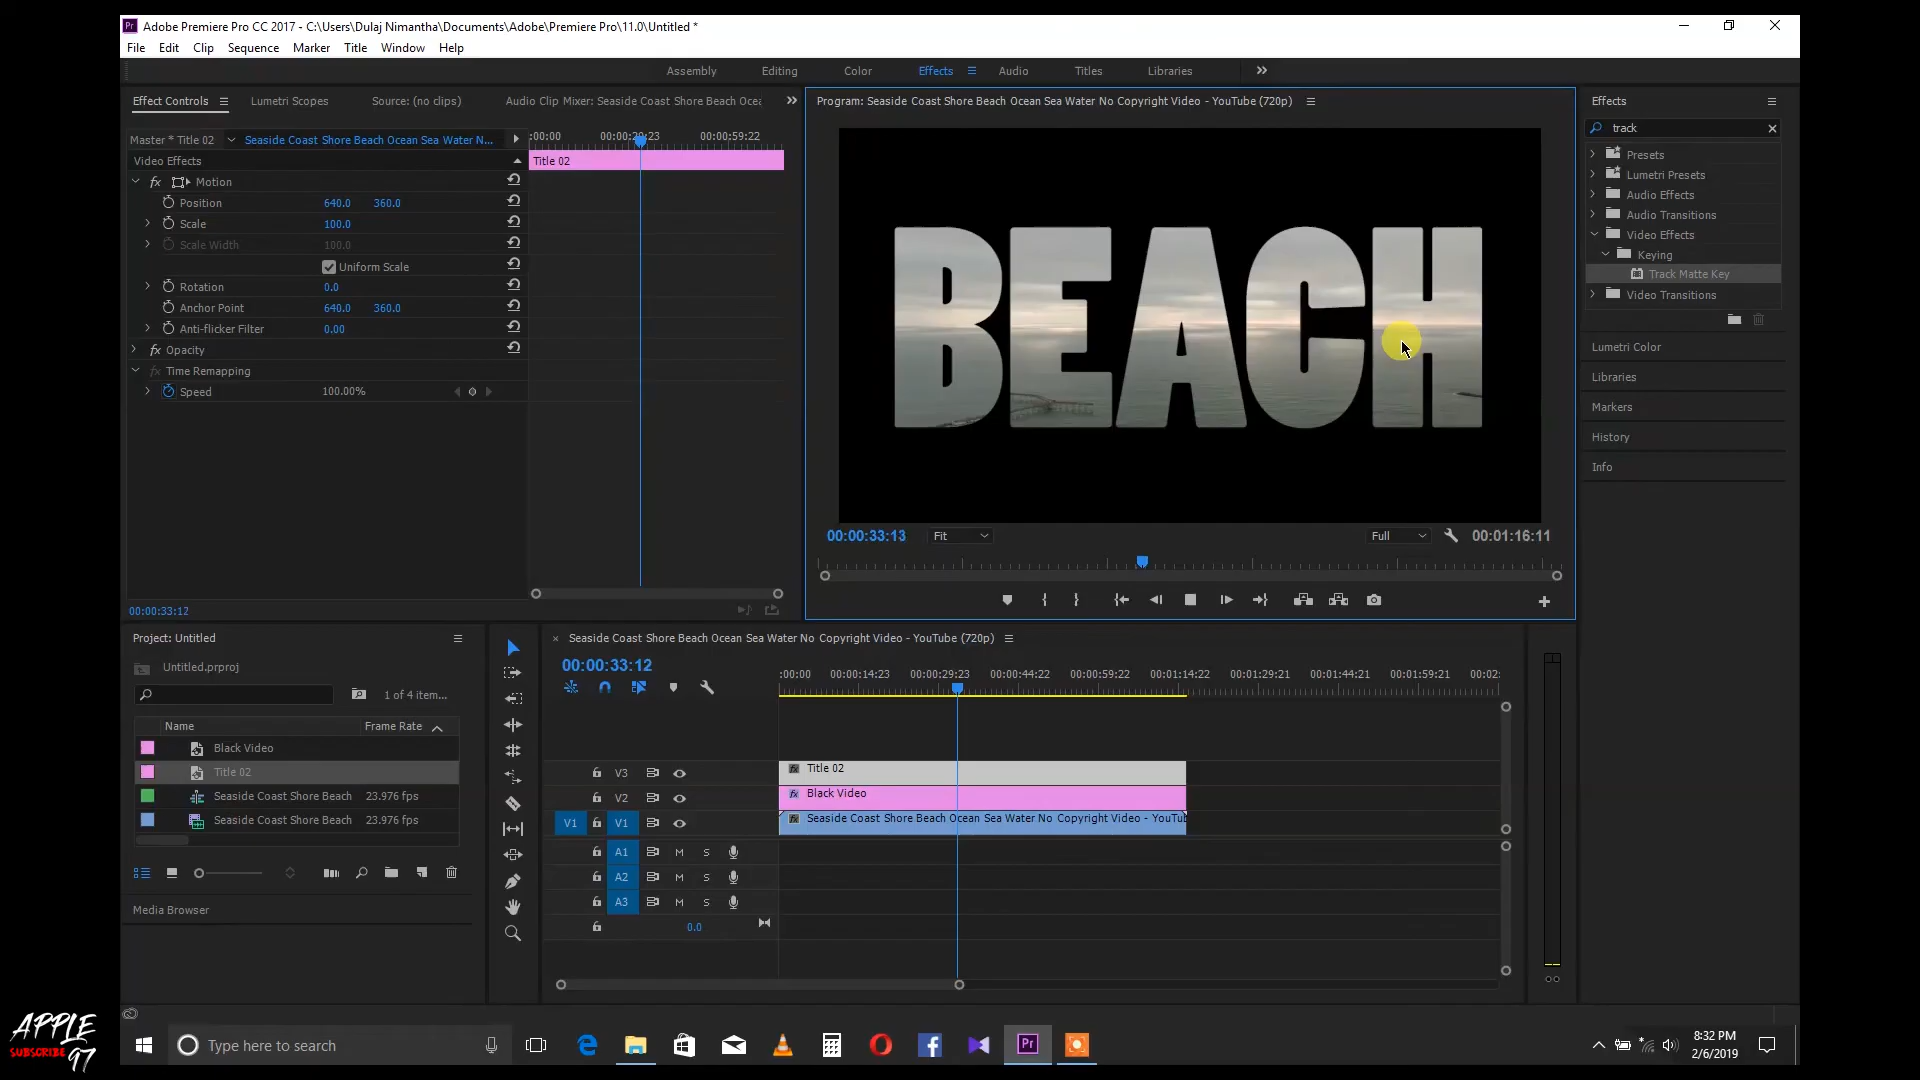 Adobe Premiere Pro CC 2017 - C:\Users\Dulaj Nimantha\Documents\Adobe\Premiere Pro\11.0\Untitled *
File Edit Clip Sequence Marker Title Window Help
Assembly Editing Color Effects Audio Titles Libraries
Effect Controls Lumetri Scopes Source: (no clips) Audio Clip Mixer: Seaside Coast Shore Beach Ocea
Program: Seaside Coast Shore Beach Ocean Sea Water No Copyright Video - YouTube (720p)
Effects
track
Master * Title 02 Seaside Coast Shore Beach Ocean Sea Water N...
:00:00 00:00:29:23 00:00:59:22
Video Effects
Title 02
fx Motion
Position 640.0 360.0
Scale 100.0
Scale Width 100.0
Uniform Scale
Rotation 0.0
Anchor Point 640.0 360.0
Anti-flicker Filter 0.00
fx Opacity
fx Time Remapping
Speed 100.00%
00:00:33:12
BEACH
00:00:33:13 Fit Full 00:01:16:11
Presets
Lumetri Presets
Audio Effects
Audio Transitions
Video Effects
Keying
Track Matte Key
Video Transitions
Lumetri Color
Libraries
Markers
History
Info
Project: Untitled
Untitled.prproj
1 of 4 item...
Name Frame Rate
Black Video
Title 02
Seaside Coast Shore Beach 23.976 fps
Seaside Coast Shore Beach 23.976 fps
Media Browser
× Seaside Coast Shore Beach Ocean Sea Water No Copyright Video - YouTube (720p)
00:00:33:12
:00:00 00:00:14:23 00:00:29:23 00:00:44:22 00:00:59:22 00:01:14:22 00:01:29:21 00:01:44:21 00:01:59:21 00:02:
V3 fx Title 02
V2 fx Black Video
V1 V1 fx Seaside Coast Shore Beach Ocean Sea Water No Copyright Video - YouTub
A1 M S
A2 M S
A3 M S
0.0
APPLE
SUBSCRIBE 97
Type here to search
Pr
8:32 PM
2/6/2019